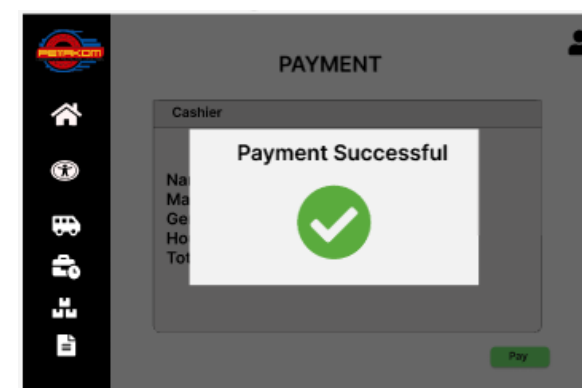 PETAKOM
PAYMENT
Cashier
Payment Successful
Pay